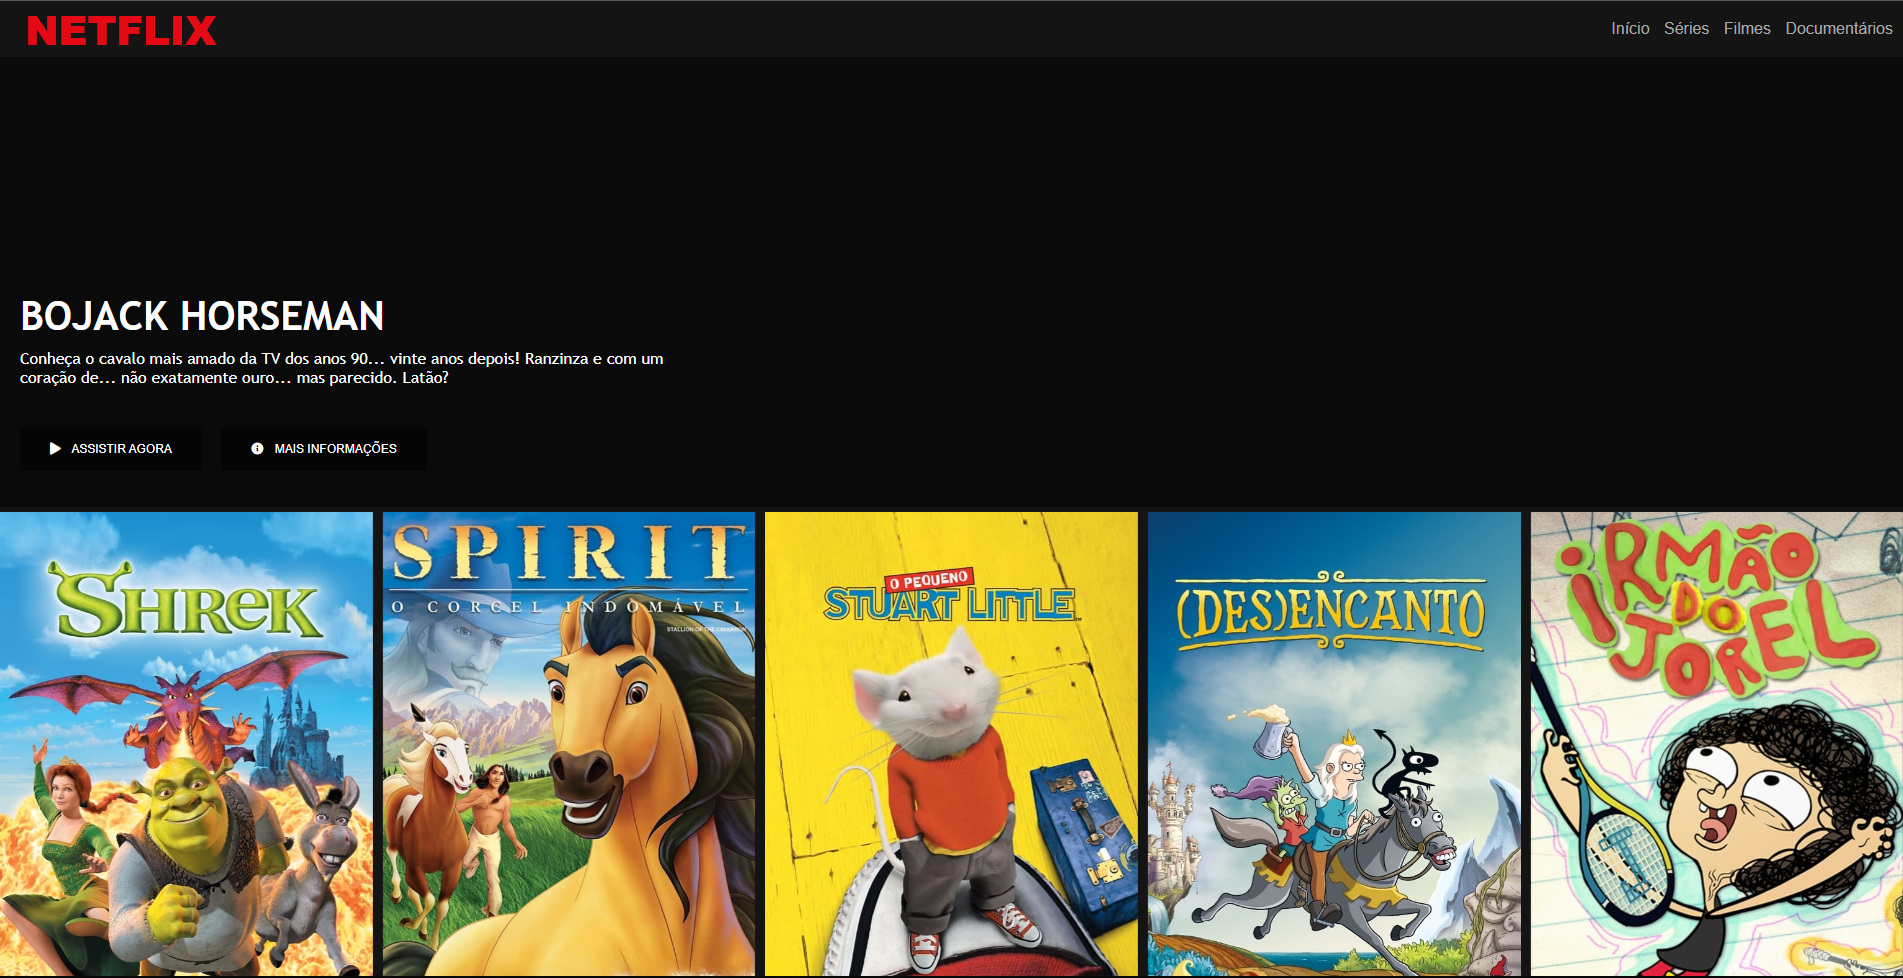 NETFLIX
Início Séries Filmes Documentários
BOJACK HORSEMAN
Conheça o cavalo mais amado da TV dos anos 90... vinte anos depois! Ranzinza e com um
coração de... não exatamente ouro... mas parecido. Latão?
ASSISTIR AGORA MAIS INFORMAÇÕES
SHREK
SPIRIT
O CORCEL INDOMÁVEL
STALLION OF THE CIMARRON
O PEQUENO
STUART LITTLE
(DES)ENCANTO
IRMÃO
DO
JOREL